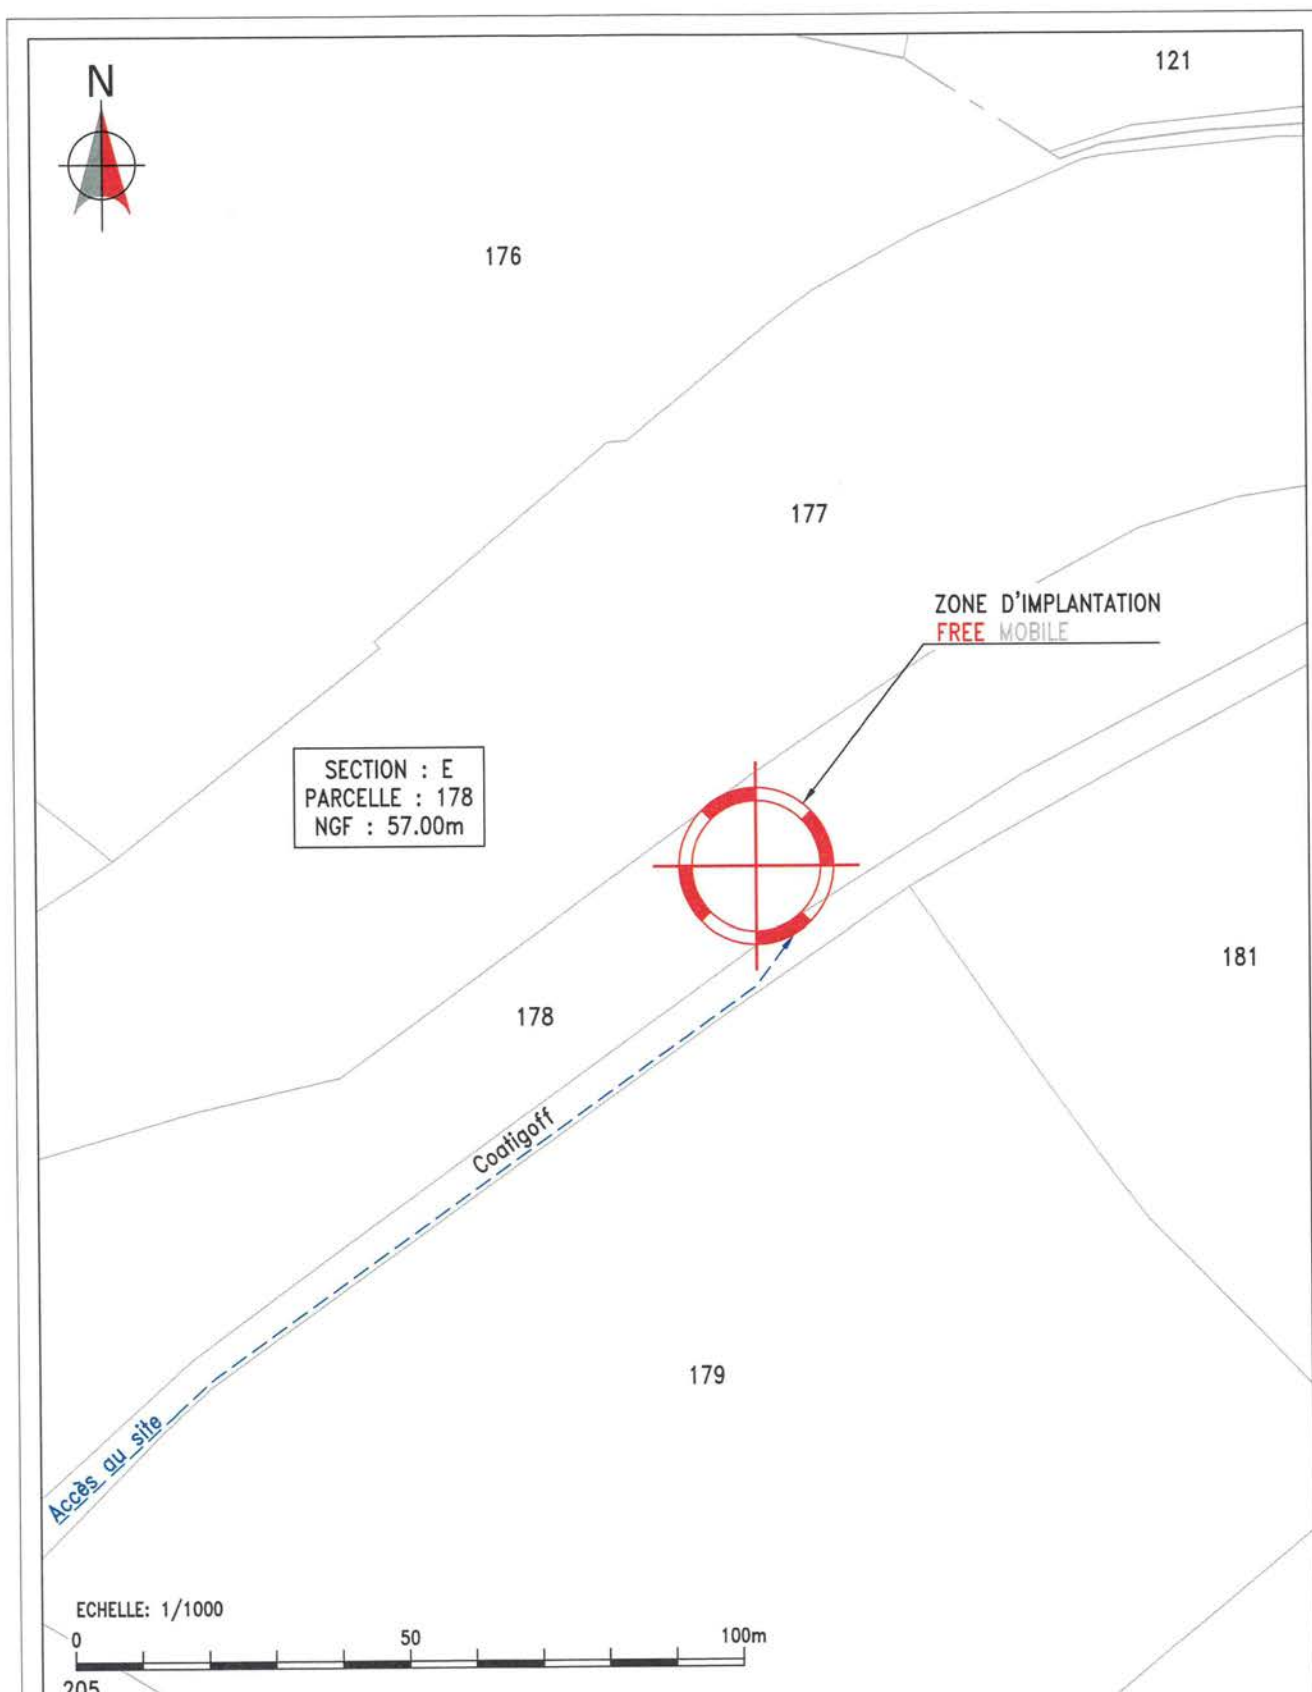 N
121
176
177
ZONE D'IMPLANTATION
FREE MOBILE
SECTION : E
PARCELLE : 178
NGF : 57.00m
181
178
Coatigoff
179
Accès au site
ECHELLE: 1/1000
0 50 100m
205